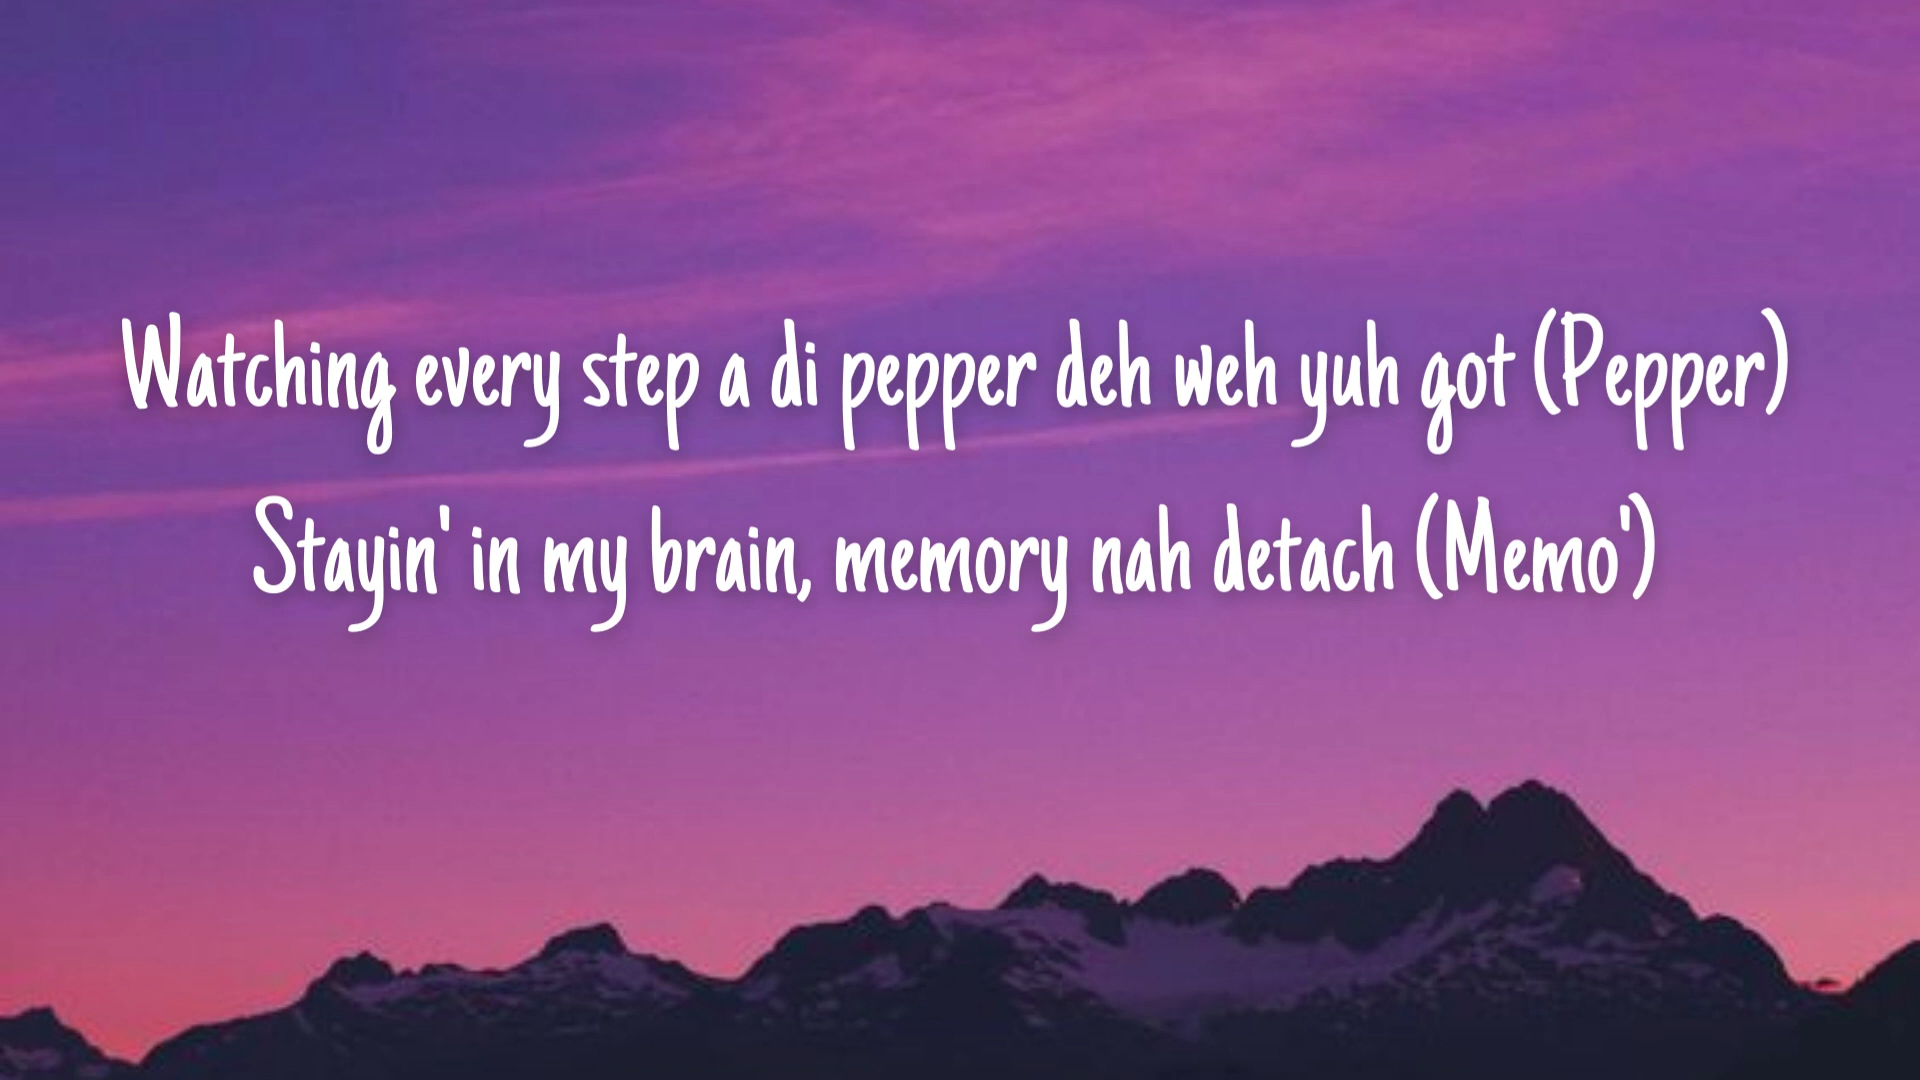 Watching every step a di pepper deh weh yuh got (Pepper)
Stayin' in my brain, memory nah detach (Memo')